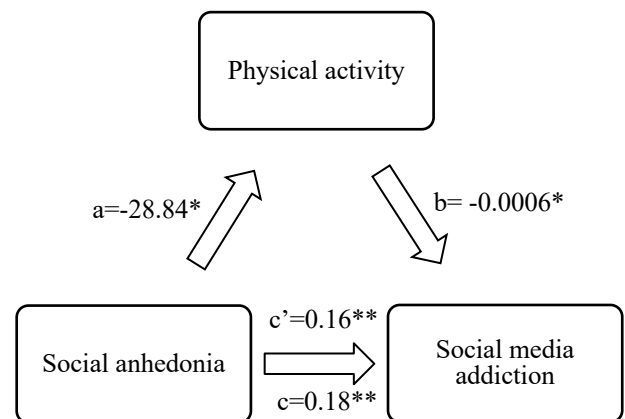 Physical activity
a=-28.84*
b= -0.0006*
c’=0.16**
Social anhedonia
Social media
addiction
c=0.18**